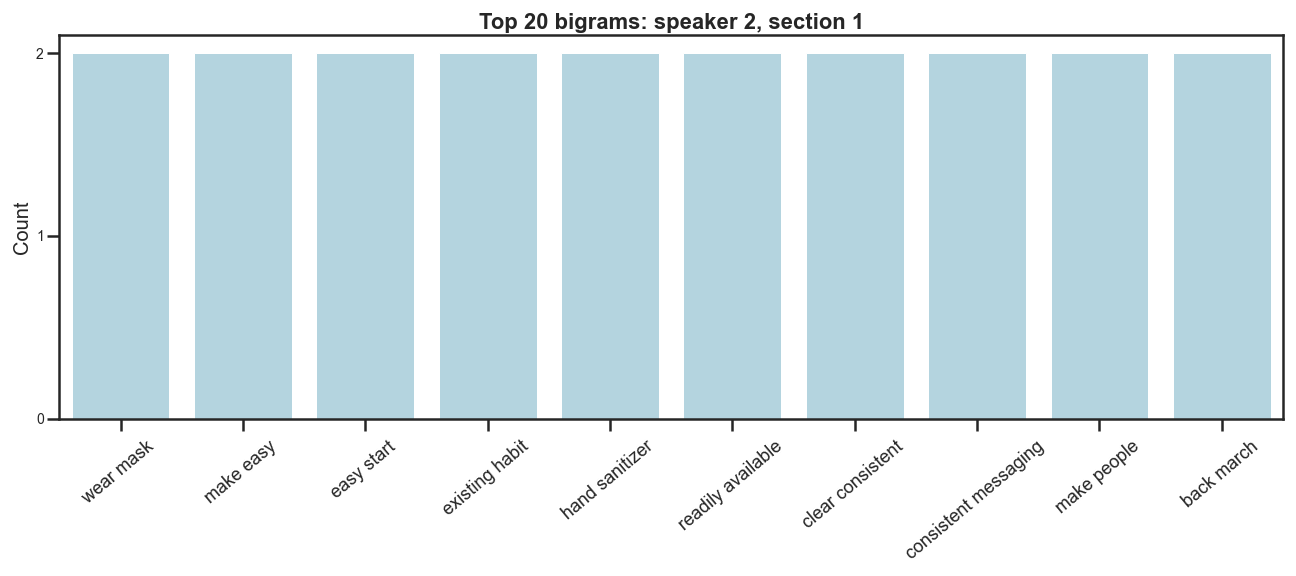 Top 20 bigrams: speaker 2, section 1
Count
2
1
0
wear mask
make easy
easy start
existing habit
hand sanitizer
readily available
clear consistent
consistent messaging
make people
back march